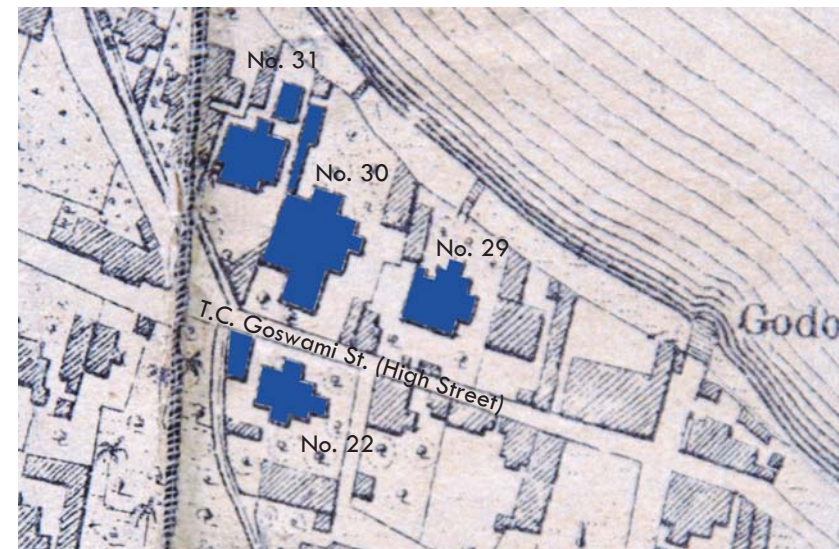 No. 31
No. 30
No. 29
T.C. Goswami St. (High Street)
Godo
No. 22